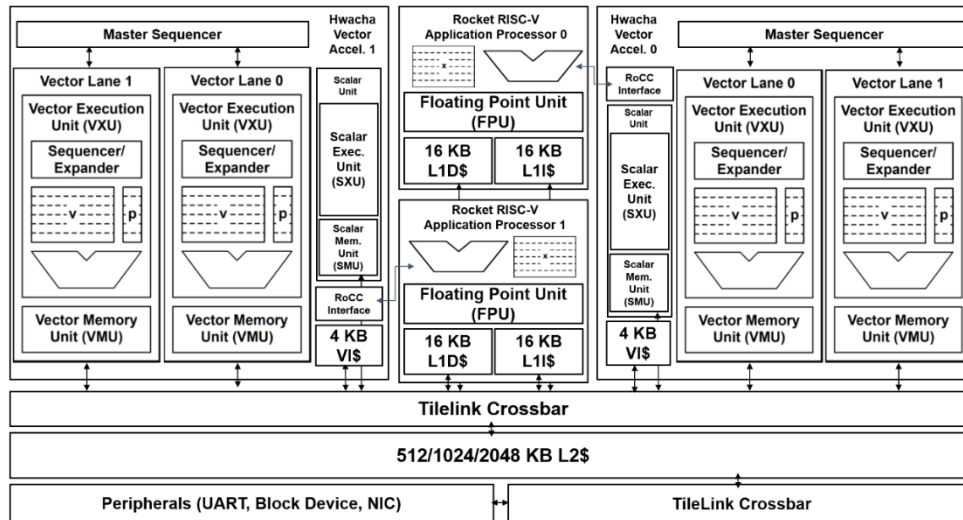 Master Sequencer
Hwacha
Vector
Accel. 1
Vector Lane 1
Vector Execution
Unit (VXU)
Sequencer/
Expander
v
p
Vector Memory
Unit (VMU)
Vector Lane 0
Vector Execution
Unit (VXU)
Sequencer/
Expander
v
p
Vector Memory
Unit (VMU)
Scalar
Unit
Scalar
Exec.
Unit
(SXU)
Scalar
Mem.
Unit
(SMU)
RoCC
Interface
4 KB
VI$
Rocket RISC-V
Application Processor 0
x
Floating Point Unit
(FPU)
16 KB
L1D$
16 KB
L1I$
Rocket RISC-V
Application Processor 1
x
Floating Point Unit
(FPU)
16 KB
L1D$
16 KB
L1I$
Hwacha
Vector
Accel. 0
RoCC
Interface
Scalar
Unit
Scalar
Exec.
Unit
(SXU)
Scalar
Mem.
Unit
(SMU)
4 KB
VI$
Master Sequencer
Vector Lane 0
Vector Execution
Unit (VXU)
Sequencer/
Expander
v
p
Vector Memory
Unit (VMU)
Vector Lane 1
Vector Execution
Unit (VXU)
Sequencer/
Expander
v
p
Vector Memory
Unit (VMU)
Tilelink Crossbar
512/1024/2048 KB L2$
Peripherals (UART, Block Device, NIC)
TileLink Crossbar